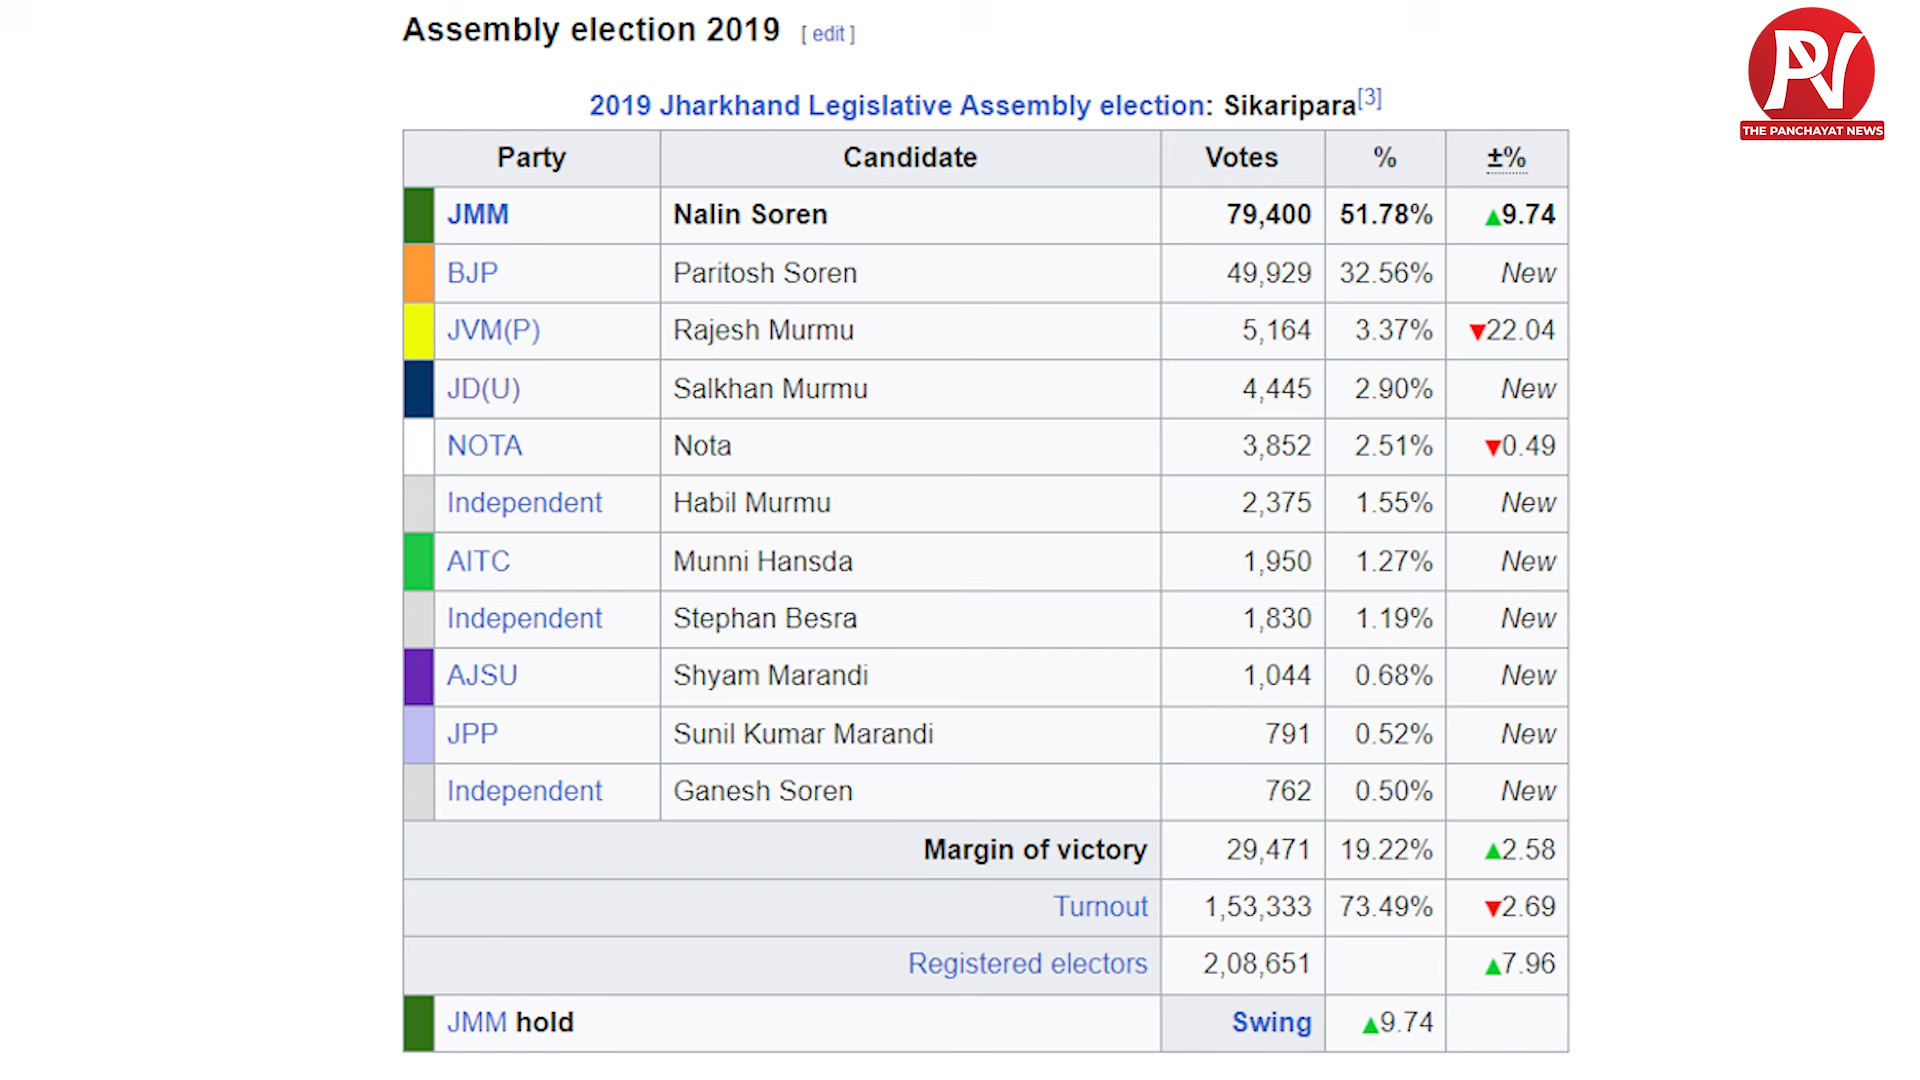 Assembly election 2019 [ edit ]
2019 Jharkhand Legislative Assembly election: Sikaripara[3]
Party Candidate Votes % ±%
JMM Nalin Soren 79,400 51.78% ▲9.74
BJP Paritosh Soren 49,929 32.56% New
JVM(P) Rajesh Murmu 5,164 3.37% ▼22.04
JD(U) Salkhan Murmu 4,445 2.90% New
NOTA Nota 3,852 2.51% ▼0.49
Independent Habil Murmu 2,375 1.55% New
AITC Munni Hansda 1,950 1.27% New
Independent Stephan Besra 1,830 1.19% New
AJSU Shyam Marandi 1,044 0.68% New
JPP Sunil Kumar Marandi 791 0.52% New
Independent Ganesh Soren 762 0.50% New
Margin of victory 29,471 19.22% ▲2.58
Turnout 1,53,333 73.49% ▼2.69
Registered electors 2,08,651 ▲7.96
JMM hold Swing ▲9.74
PN
THE PANCHAYAT NEWS